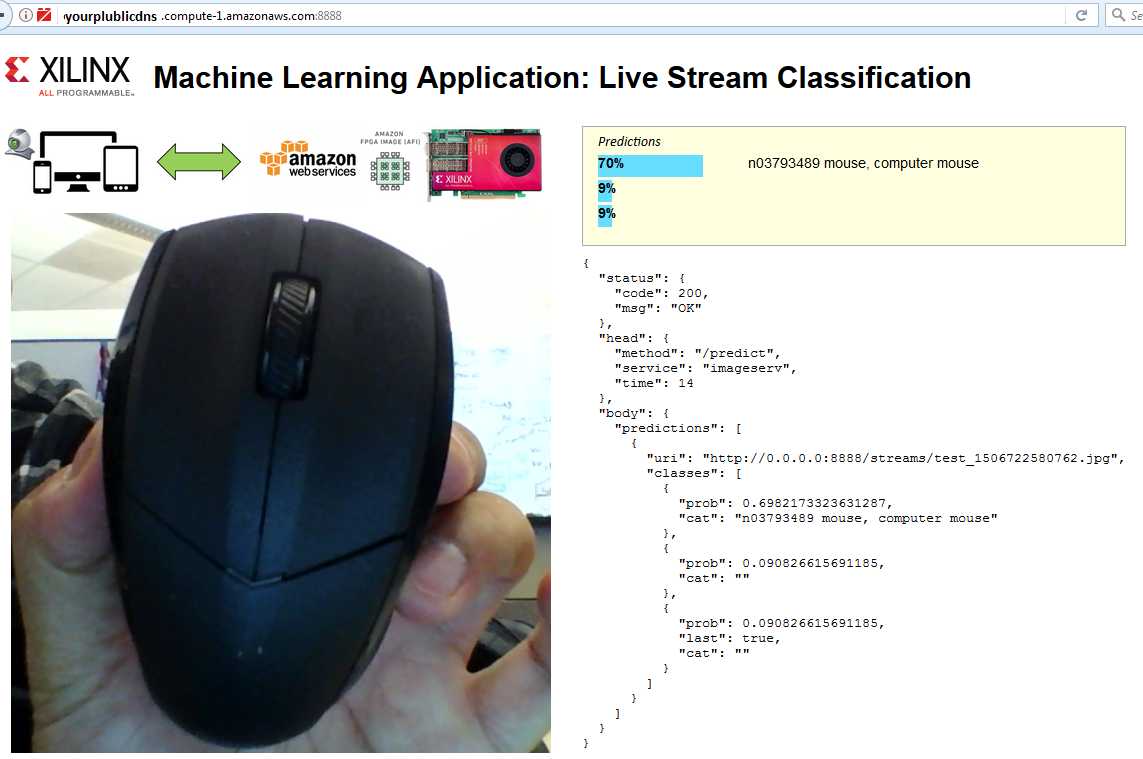 yourplublicdns .compute-1.amazonaws.com:8888
XILINX
ALL PROGRAMMABLE™
Machine Learning Application: Live Stream Classification
amazon
webservices
AMAZON
FPGA IMAGE (AFI)
XILINX
Predictions
70% n03793489 mouse, computer mouse
9%
9%
{
"status": {
"code": 200,
"msg": "OK"
},
"head": {
"method": "/predict",
"service": "imageserv",
"time": 14
},
"body": {
"predictions": [
{
"uri": "http://0.0.0.0:8888/streams/test_1506722580762.jpg",
"classes": [
{
"prob": 0.6982173323631287,
"cat": "n03793489 mouse, computer mouse"
},
{
"prob": 0.090826615691185,
"cat": ""
},
{
"prob": 0.090826615691185,
"last": true,
"cat": ""
}
]
}
]
}
}